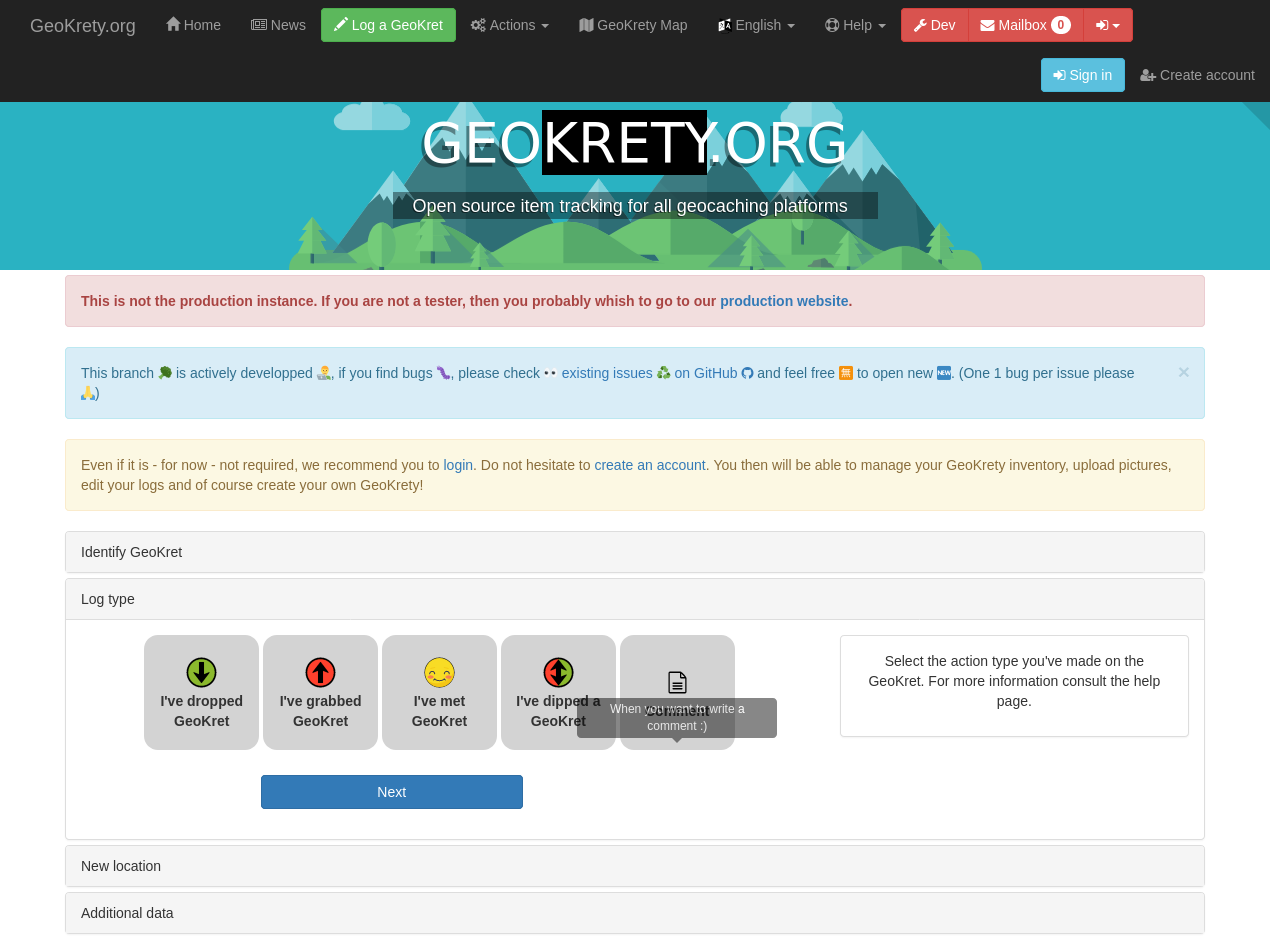 GeoKrety.org Home News Log a GeoKret Actions GeoKrety Map English Help Dev Mailbox 0
Sign in Create account
GEOKRETY.ORG
Open source item tracking for all geocaching platforms
This is not the production instance. If you are not a tester, then you probably whish to go to our production website.
This branch 🌳 is actively developped 👨‍🔬, if you find bugs 🐛, please check 👀 existing issues ♻ on GitHub and feel free 🈚 to open new 🆕. (One 1 bug per issue please
🙏)
×
Even if it is - for now - not required, we recommend you to login. Do not hesitate to create an account. You then will be able to manage your GeoKrety inventory, upload pictures,
edit your logs and of course create your own GeoKrety!
Identify GeoKret
Log type
I've dropped
GeoKret
I've grabbed
GeoKret
I've met
GeoKret
I've dipped a
GeoKret
Comment
When you want to write a
comment :)
Select the action type you've made on the
GeoKret. For more information consult the help
page.
Next
New location
Additional data